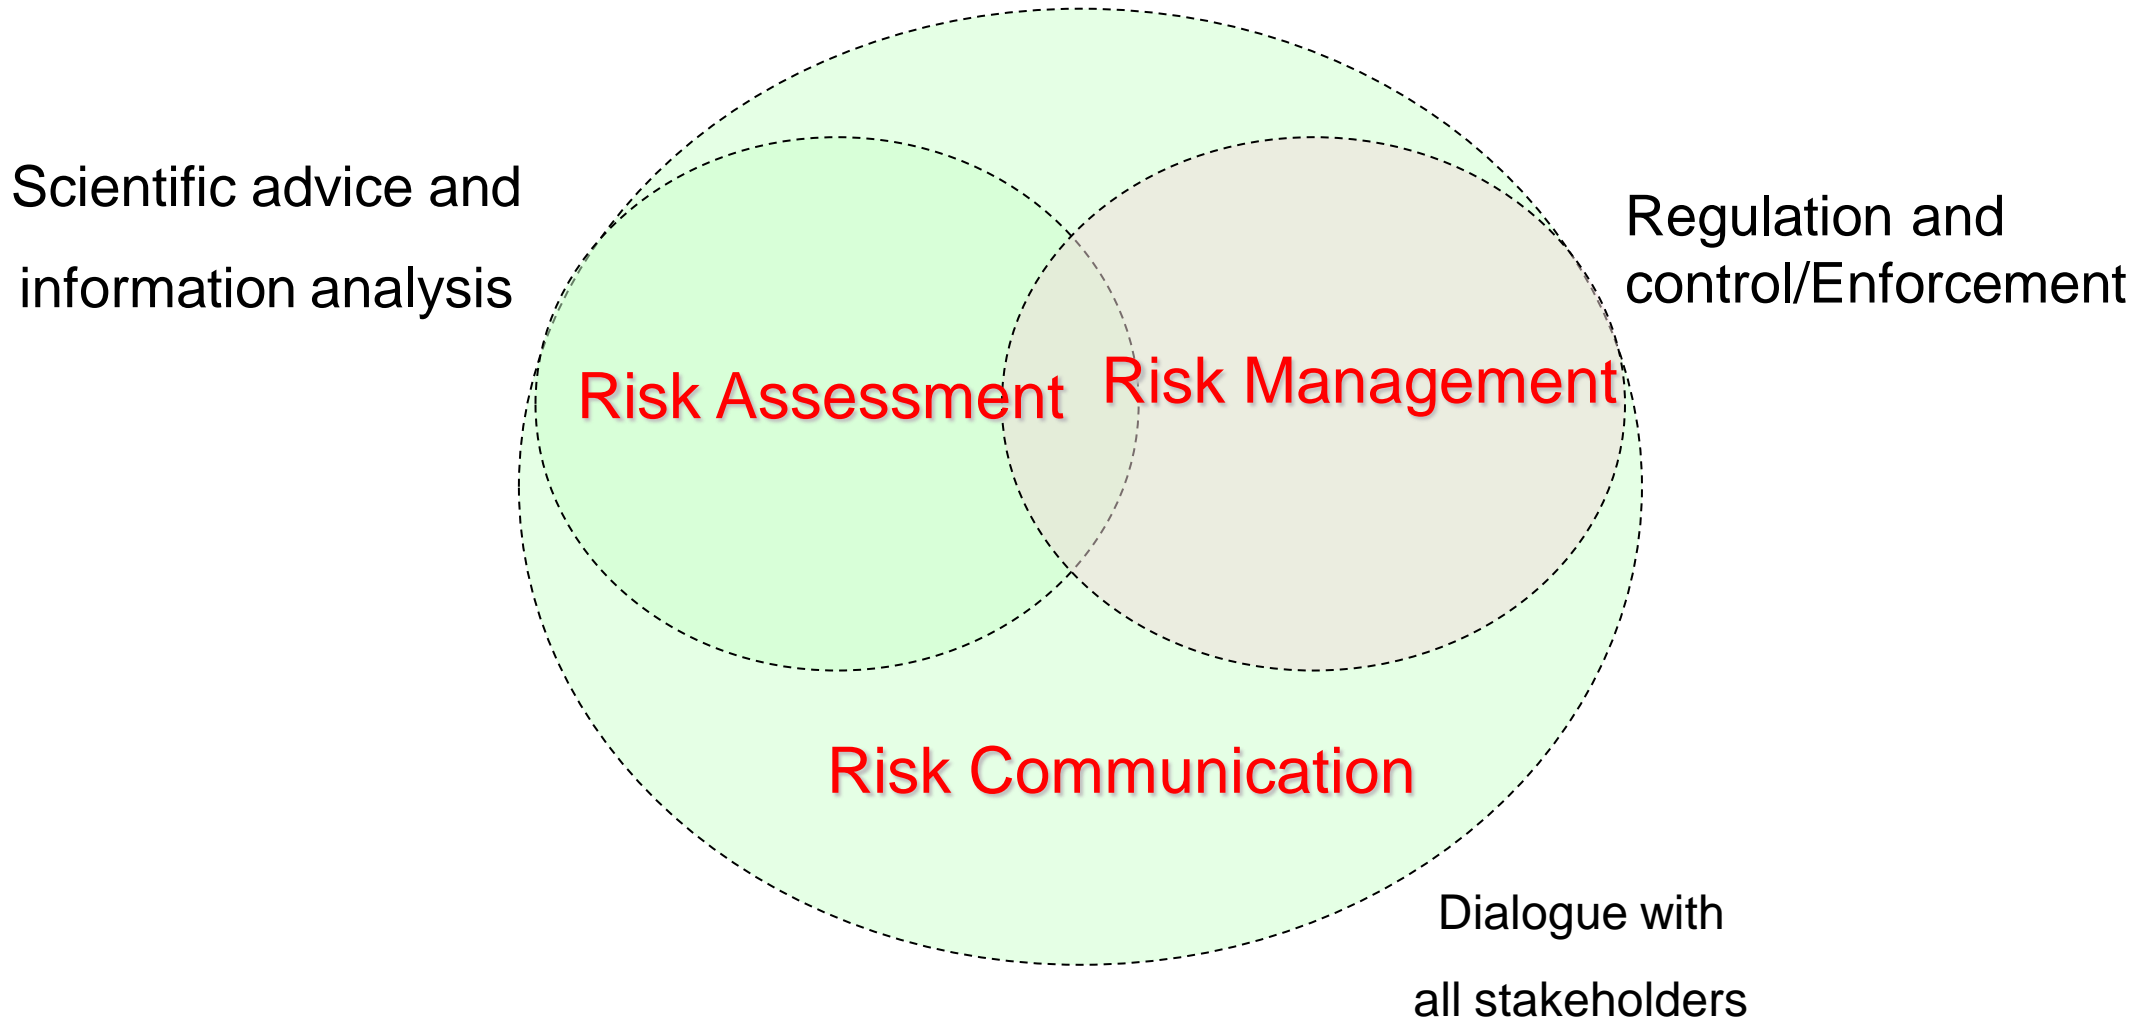 Scientific advice and
information analysis
Regulation and
control/Enforcement
Risk Assessment
Risk Management
Risk Communication
Dialogue with
all stakeholders